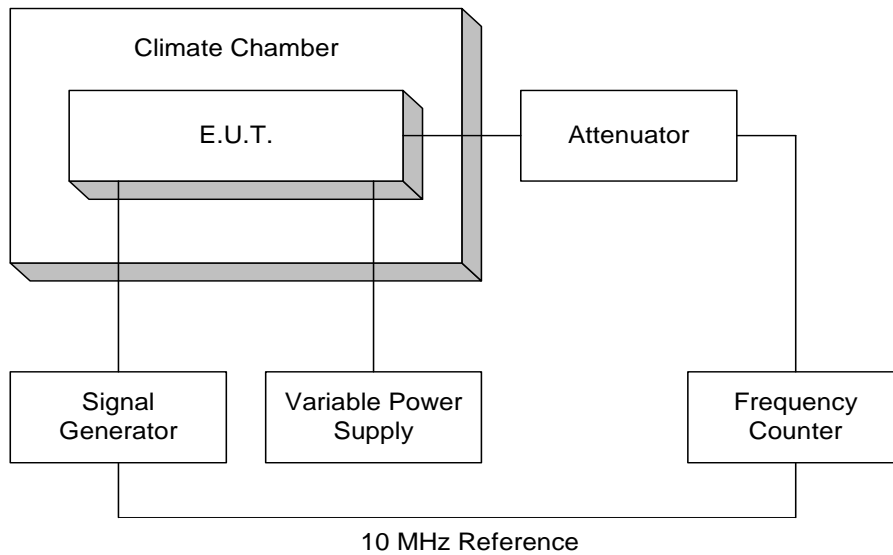 Climate Chamber
E.U.T.
Attenuator
Signal
Generator
Variable Power
Supply
Frequency
Counter
10 MHz Reference